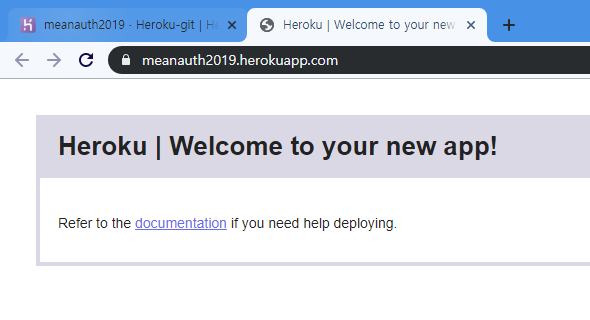 meanauth2019 · Heroku-git | He
Heroku | Welcome to your new
meanauth2019.herokuapp.com
Heroku | Welcome to your new app!
Refer to the documentation if you need help deploying.